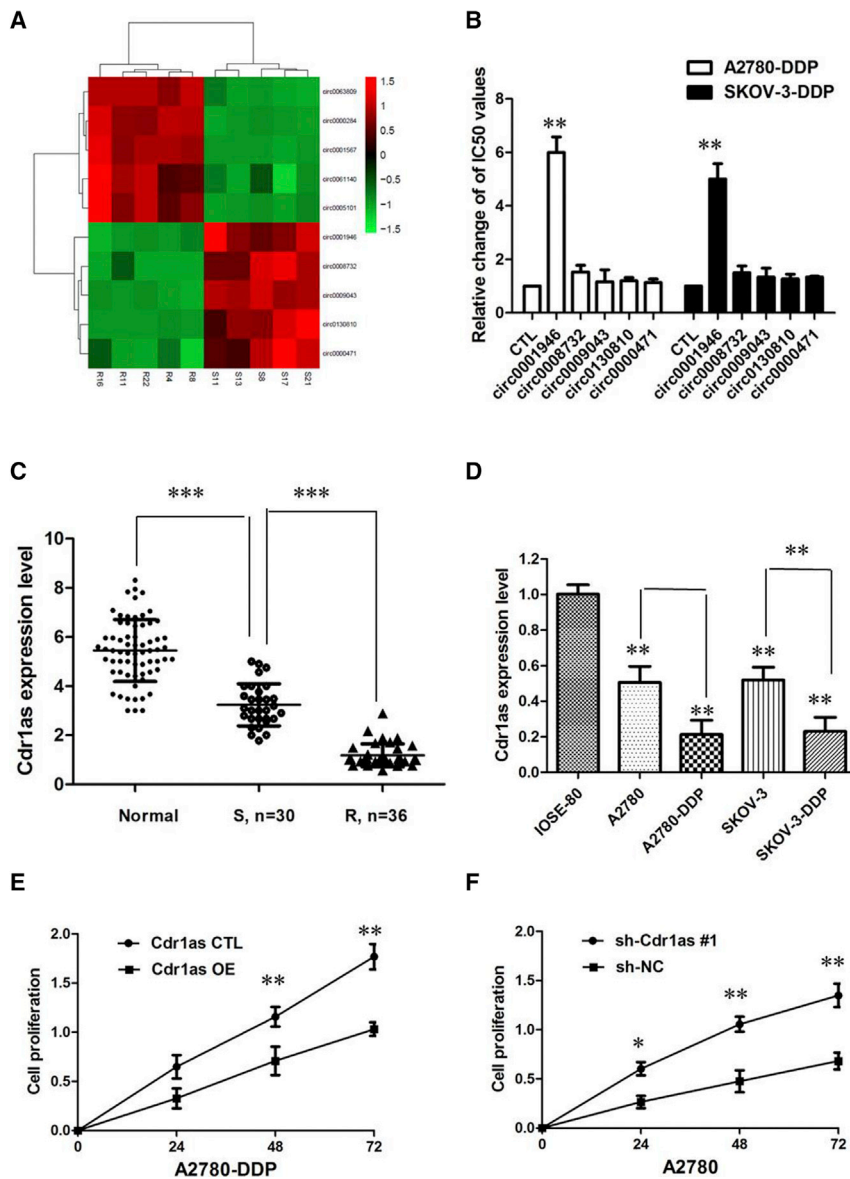 A
circ0063809
circ0000284
circ0001567
circ0061140
circ0005101
circ0001946
circ0008732
circ0009043
circ0130810
circ0000471
R16 R11 R22 R4 R8 S11 S13 S8 S17 S21
1.5
1
0.5
0
-0.5
-1
-1.5
B
A2780-DDP
SKOV-3-DDP
Relative change of of IC50 values
8
6
4
2
0
** **
CTL circ0001946 circ0008732 circ0009043 circ0130810 circ0000471 CTL circ0001946 circ0008732 circ0009043 circ0130810 circ0000471
C
*** ***
Cdr1as expression level
10
8
6
4
2
0
Normal S, n=30 R, n=36
D
Cdr1as expression level
1.2
1.0
0.8
0.6
0.4
0.2
0.0
**
** ** ** **
IOSE-80 A2780 A2780-DDP SKOV-3 SKOV-3-DDP
E
Cdr1as CTL
Cdr1as OE
Cell proliferation
2.0
1.5
1.0
0.5
0.0
** **
0 24 48 72
A2780-DDP
F
sh-Cdr1as #1
sh-NC
Cell proliferation
2.0
1.5
1.0
0.5
0.0
* ** **
0 24 48 72
A2780